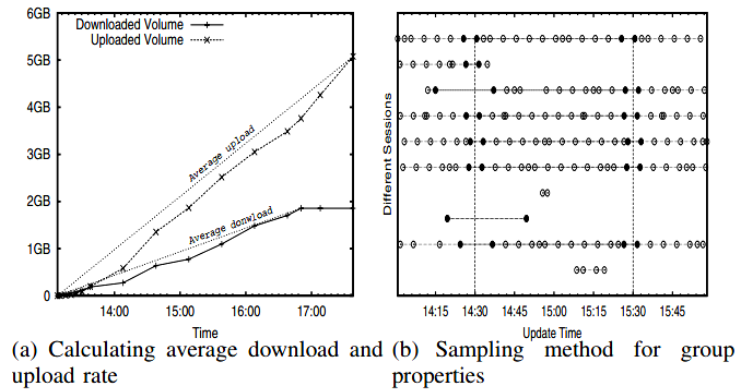 6GB
5GB
4GB
3GB
2GB
1GB
0
Downloaded Volume
Uploaded Volume
Average upload
Average donwload
14:00 15:00 16:00 17:00
Time
Different Sessions
14:15 14:30 14:45 15:00 15:15 15:30 15:45
Update Time
(a) Calculating average download and upload rate
(b) Sampling method for group properties